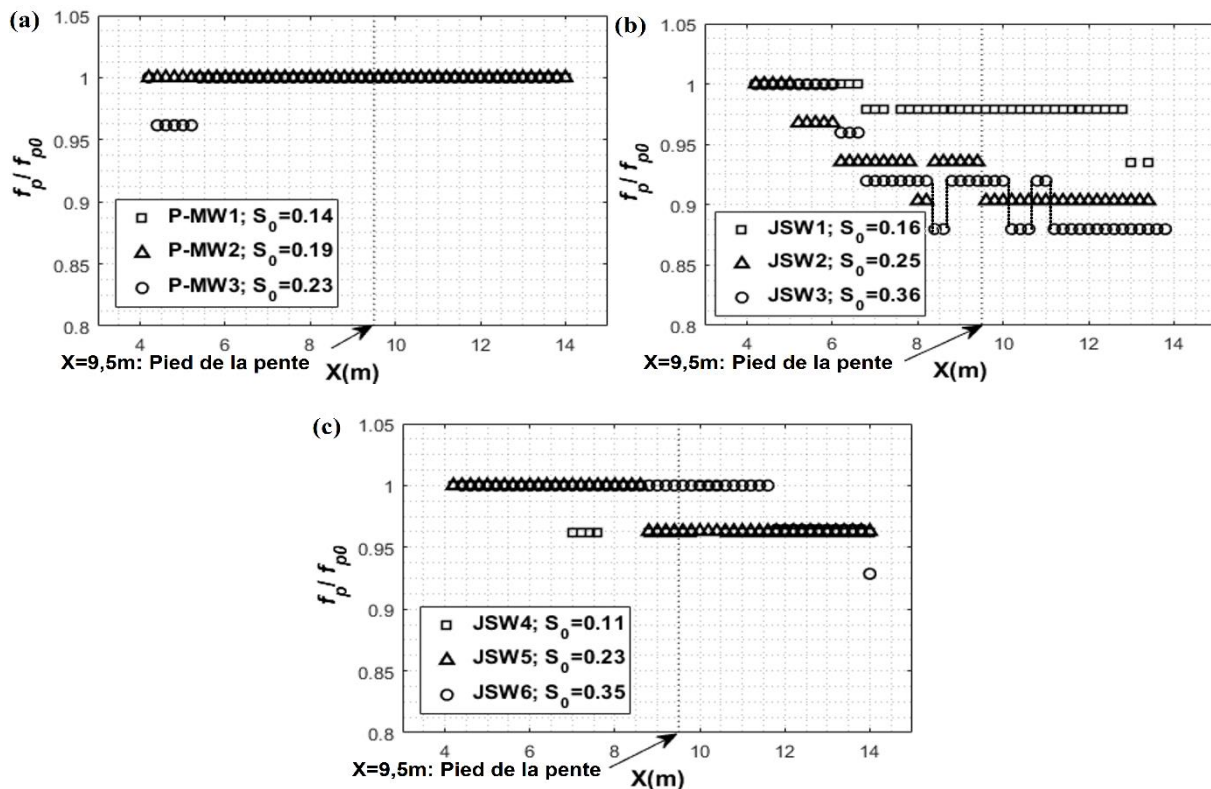 (a)
1.05
1
0.95
0.9
0.85
0.8
f_p / f_p0
P-MW1; S_0=0.14
P-MW2; S_0=0.19
P-MW3; S_0=0.23
4 6 8 10 12 14
X=9,5m: Pied de la pente
X(m)
(b)
1.05
1
0.95
0.9
0.85
0.8
f_p / f_p0
JSW1; S_0=0.16
JSW2; S_0=0.25
JSW3; S_0=0.36
4 6 8 10 12 14
X=9,5m: Pied de la pente
X(m)
(c)
1.05
1
0.95
0.9
0.85
0.8
f_p / f_p0
JSW4; S_0=0.11
JSW5; S_0=0.23
JSW6; S_0=0.35
4 6 8 10 12 14
X=9,5m: Pied de la pente
X(m)